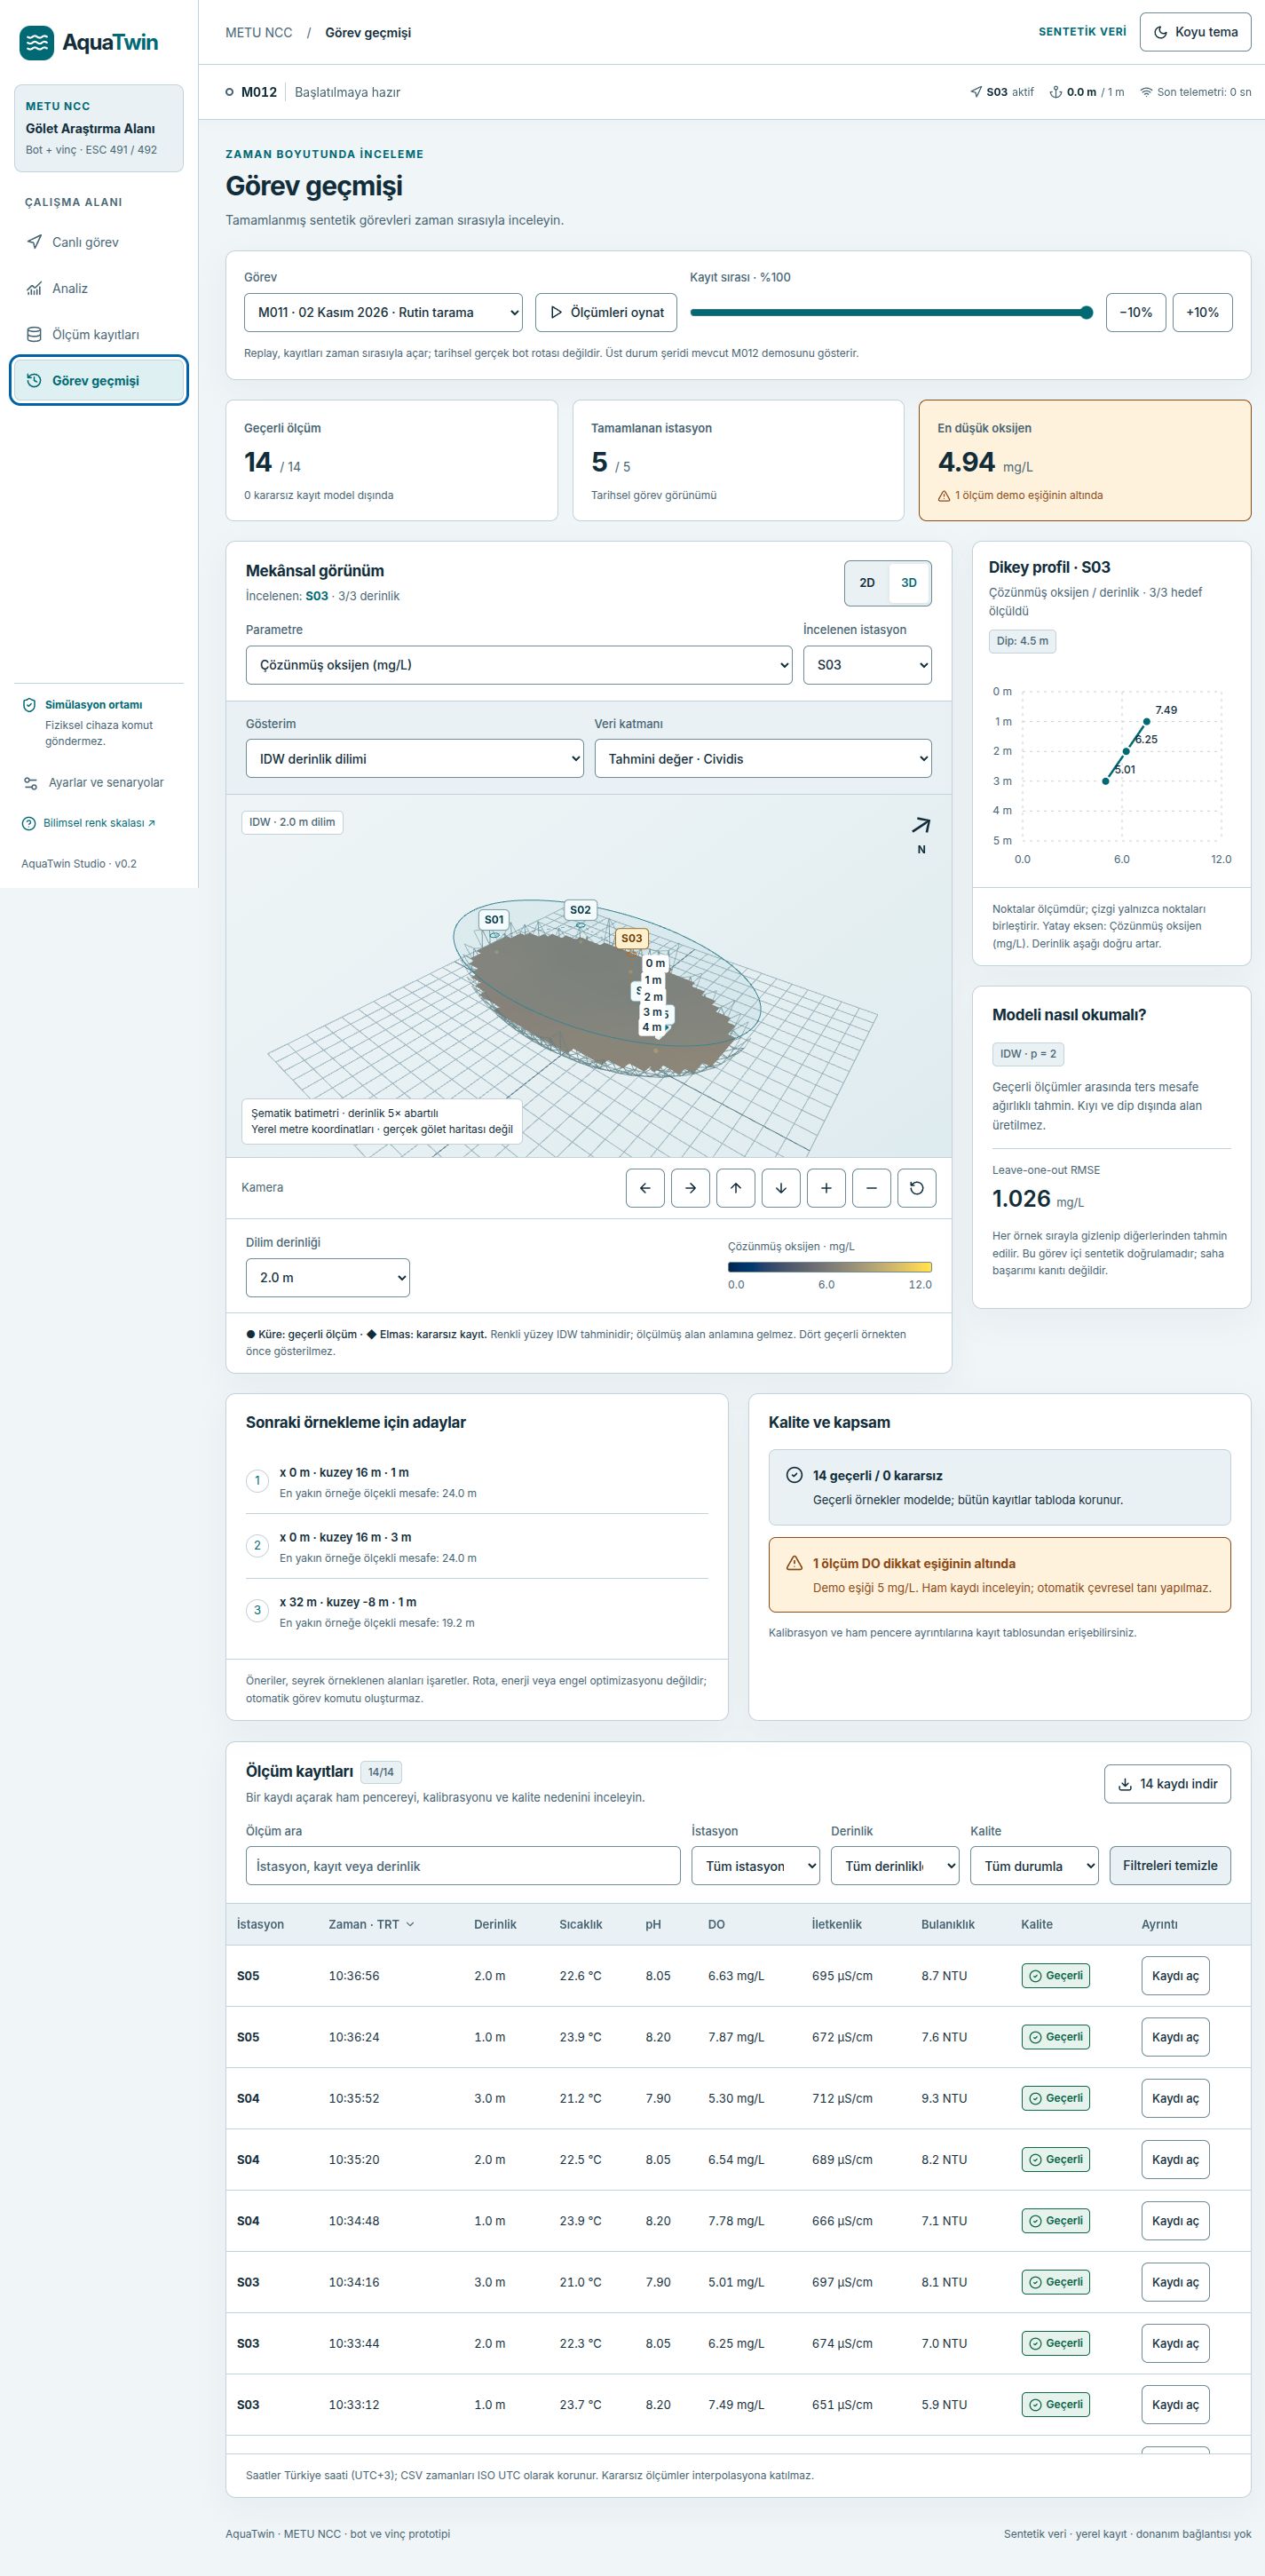 AquaTwin
METU NCC
Gölet Araştırma Alanı
Bot + vinç · ESC 491 / 492
ÇALIŞMA ALANI
Canlı görev
Analiz
Ölçüm kayıtları
Görev geçmişi
Simülasyon ortamı
Fiziksel cihaza komut
göndermez.
Ayarlar ve senaryolar
Bilimsel renk skalası ↗
AquaTwin Studio · v0.2
METU NCC / Görev geçmişi
SENTETİK VERİ
Koyu tema
M012 Başlatılmaya hazır
S03 aktif
0.0 m / 1 m
Son telemetri: 0 sn
ZAMAN BOYUTUNDA İNCELEME
Görev geçmişi
Tamamlanmış sentetik görevleri zaman sırasıyla inceleyin.
Görev
M011 · 02 Kasım 2026 · Rutin tarama
Ölçümleri oynat
Kayıt sırası · %100
−10%
+10%
Replay, kayıtları zaman sırasıyla açar; tarihsel gerçek bot rotası değildir. Üst durum şeridi mevcut M012 demosunu gösterir.
Geçerli ölçüm
14 / 14
0 kararsız kayıt model dışında
Tamamlanan istasyon
5 / 5
Tarihsel görev görünümü
En düşük oksijen
4.94 mg/L
1 ölçüm demo eşiğinin altında
Mekânsal görünüm
İncelenen: S03 · 3/3 derinlik
2D 3D
Parametre
Çözünmüş oksijen (mg/L)
İncelenen istasyon
S03
Gösterim
IDW derinlik dilimi
Veri katmanı
Tahmini değer · Cividis
IDW · 2.0 m dilim
N
S01
S02
S03
0 m
1 m
2 m
3 m
4 m
Şematik batimetri · derinlik 5× abartılı
Yerel metre koordinatları · gerçek gölet haritası değil
Kamera
Dilim derinliği
2.0 m
Çözünmüş oksijen · mg/L
0.0 6.0 12.0
● Küre: geçerli ölçüm · ◆ Elmas: kararsız kayıt. Renkli yüzey IDW tahminidir; ölçülmüş alan anlamına gelmez. Dört geçerli örnekten
önce gösterilmez.
Dikey profil · S03
Çözünmüş oksijen / derinlik · 3/3 hedef
ölçüldü
Dip: 4.5 m
0 m
1 m
2 m
3 m
4 m
5 m
7.49
6.25
5.01
0.0 6.0 12.0
Noktalar ölçümdür; çizgi yalnızca noktaları
birleştirir. Yatay eksen: Çözünmüş oksijen
(mg/L). Derinlik aşağı doğru artar.
Modeli nasıl okumalı?
IDW · p = 2
Geçerli ölçümler arasında ters mesafe
ağırlıklı tahmin. Kıyı ve dip dışında alan
üretilmez.
Leave-one-out RMSE
1.026 mg/L
Her örnek sırayla gizlenip diğerlerinden tahmin
edilir. Bu görev içi sentetik doğrulamadır; saha
başarımı kanıtı değildir.
Sonraki örnekleme için adaylar
1 x 0 m · kuzey 16 m · 1 m
En yakın örneğe ölçekli mesafe: 24.0 m
2 x 0 m · kuzey 16 m · 3 m
En yakın örneğe ölçekli mesafe: 24.0 m
3 x 32 m · kuzey -8 m · 1 m
En yakın örneğe ölçekli mesafe: 19.2 m
Öneriler, seyrek örneklenen alanları işaretler. Rota, enerji veya engel optimizasyonu değildir;
otomatik görev komutu oluşturmaz.
Kalite ve kapsam
14 geçerli / 0 kararsız
Geçerli örnekler modelde; bütün kayıtlar tabloda korunur.
1 ölçüm DO dikkat eşiğinin altında
Demo eşiği 5 mg/L. Ham kaydı inceleyin; otomatik çevresel tanı yapılmaz.
Kalibrasyon ve ham pencere ayrıntılarına kayıt tablosundan erişebilirsiniz.
Ölçüm kayıtları 14/14
Bir kaydı açarak ham pencereyi, kalibrasyonu ve kalite nedenini inceleyin.
14 kaydı indir
Ölçüm ara
İstasyon, kayıt veya derinlik
İstasyon
Tüm istasyon
Derinlik
Tüm derinlikl
Kalite
Tüm durumla
Filtreleri temizle
İstasyon Zaman · TRT Derinlik Sıcaklık pH DO İletkenlik Bulanıklık Kalite Ayrıntı
S05 10:36:56 2.0 m 22.6 °C 8.05 6.63 mg/L 695 µS/cm 8.7 NTU Geçerli Kaydı aç
S05 10:36:24 1.0 m 23.9 °C 8.20 7.87 mg/L 672 µS/cm 7.6 NTU Geçerli Kaydı aç
S04 10:35:52 3.0 m 21.2 °C 7.90 5.30 mg/L 712 µS/cm 9.3 NTU Geçerli Kaydı aç
S04 10:35:20 2.0 m 22.5 °C 8.05 6.54 mg/L 689 µS/cm 8.2 NTU Geçerli Kaydı aç
S04 10:34:48 1.0 m 23.9 °C 8.20 7.78 mg/L 666 µS/cm 7.1 NTU Geçerli Kaydı aç
S03 10:34:16 3.0 m 21.0 °C 7.90 5.01 mg/L 697 µS/cm 8.1 NTU Geçerli Kaydı aç
S03 10:33:44 2.0 m 22.3 °C 8.05 6.25 mg/L 674 µS/cm 7.0 NTU Geçerli Kaydı aç
S03 10:33:12 1.0 m 23.7 °C 8.20 7.49 mg/L 651 µS/cm 5.9 NTU Geçerli Kaydı aç
Saatler Türkiye saati (UTC+3); CSV zamanları ISO UTC olarak korunur. Kararsız ölçümler interpolasyona katılmaz.
AquaTwin · METU NCC · bot ve vinç prototipi
Sentetik veri · yerel kayıt · donanım bağlantısı yok